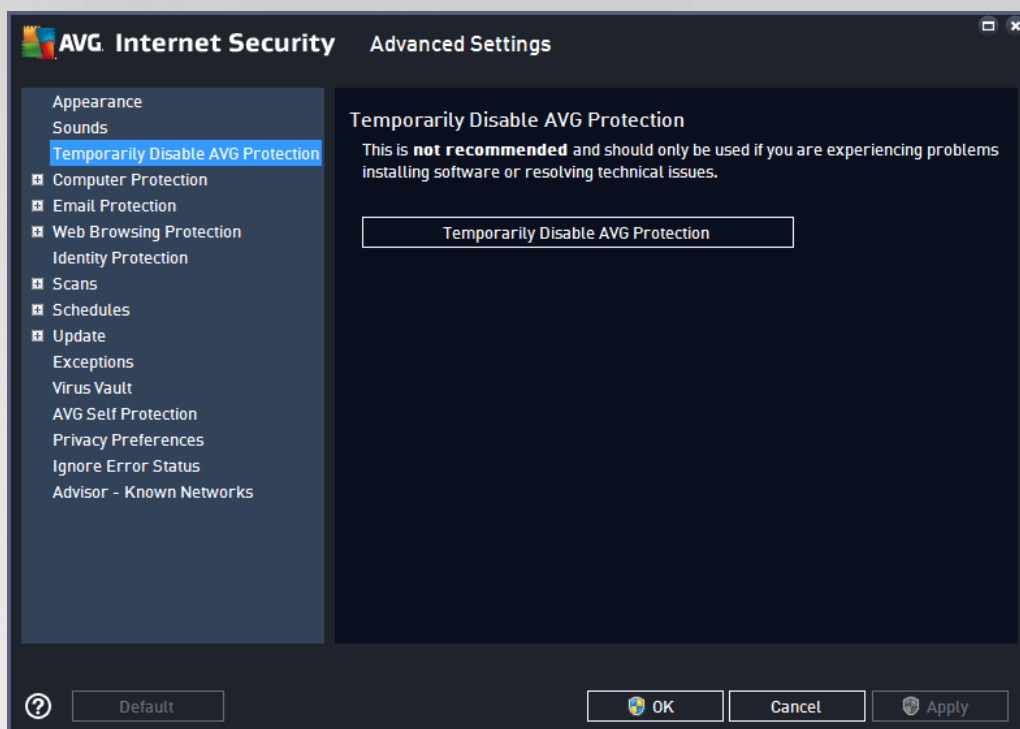 AVG. Internet Security Advanced Settings
Appearance
Sounds
Temporarily Disable AVG Protection
Computer Protection
Email Protection
Web Browsing Protection
Identity Protection
Scans
Schedules
Update
Exceptions
Virus Vault
AVG Self Protection
Privacy Preferences
Ignore Error Status
Advisor - Known Networks
Temporarily Disable AVG Protection
This is not recommended and should only be used if you are experiencing problems
installing software or resolving technical issues.
Temporarily Disable AVG Protection
? Default OK Cancel Apply